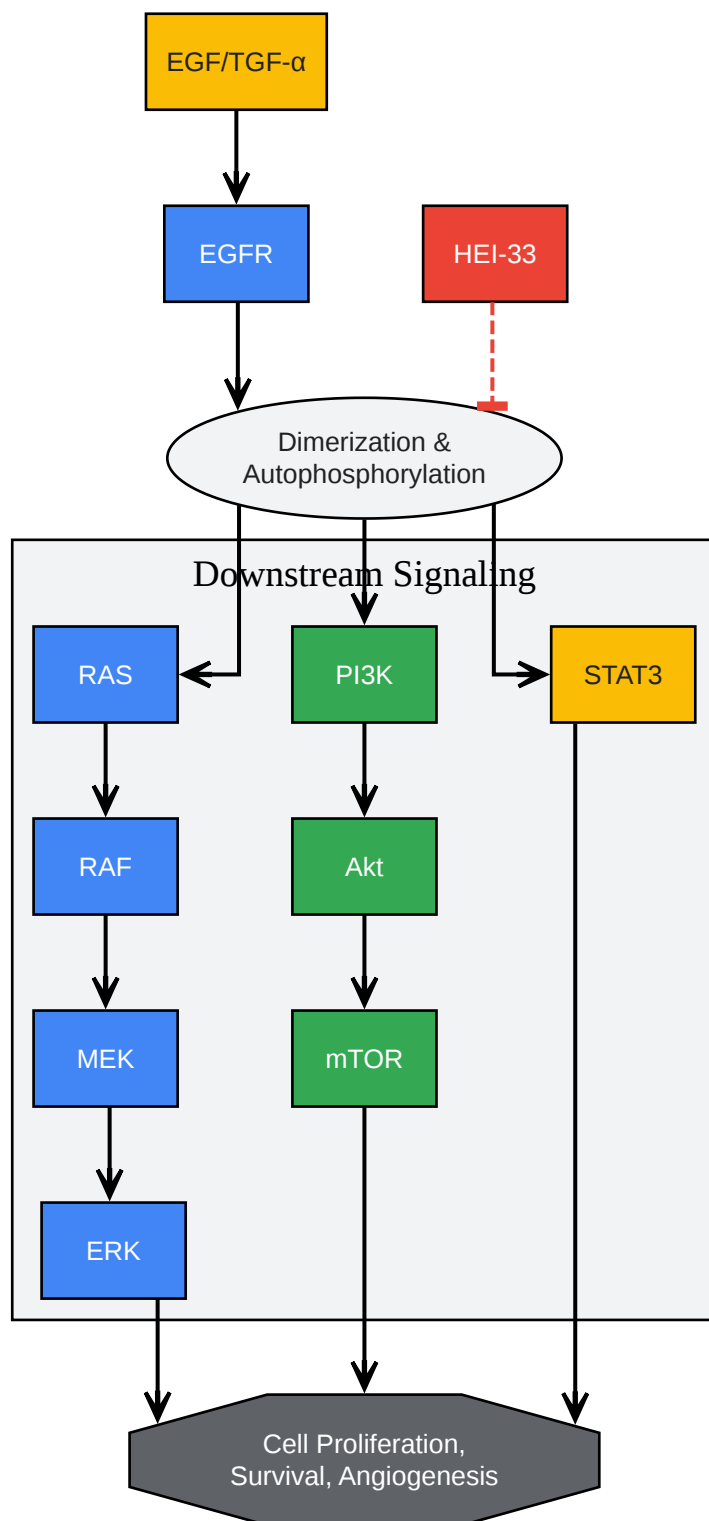 EGF/TGF-α
EGFR
HEI-33
Dimerization &
Autophosphorylation
Downstream Signaling
RAS
PI3K
STAT3
RAF
Akt
MEK
mTOR
ERK
Cell Proliferation,
Survival, Angiogenesis